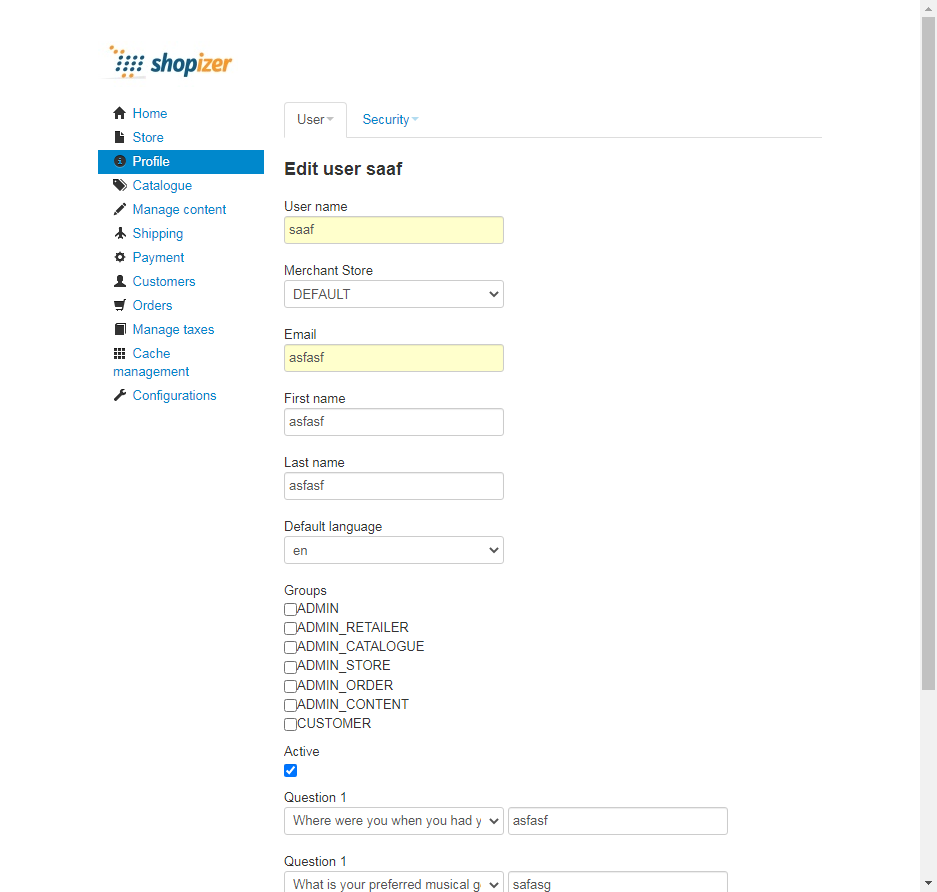 shopizer
Home
Store
Profile
Catalogue
Manage content
Shipping
Payment
Customers
Orders
Manage taxes
Cache
management
Configurations
User
Security
Edit user saaf
User name
saaf
Merchant Store
DEFAULT
Email
asfasf
First name
asfasf
Last name
asfasf
Default language
en
Groups
ADMIN
ADMIN_RETAILER
ADMIN_CATALOGUE
ADMIN_STORE
ADMIN_ORDER
ADMIN_CONTENT
CUSTOMER
Active
Question 1
Where were you when you had y asfasf
Question 1
What is your preferred musical g safasg